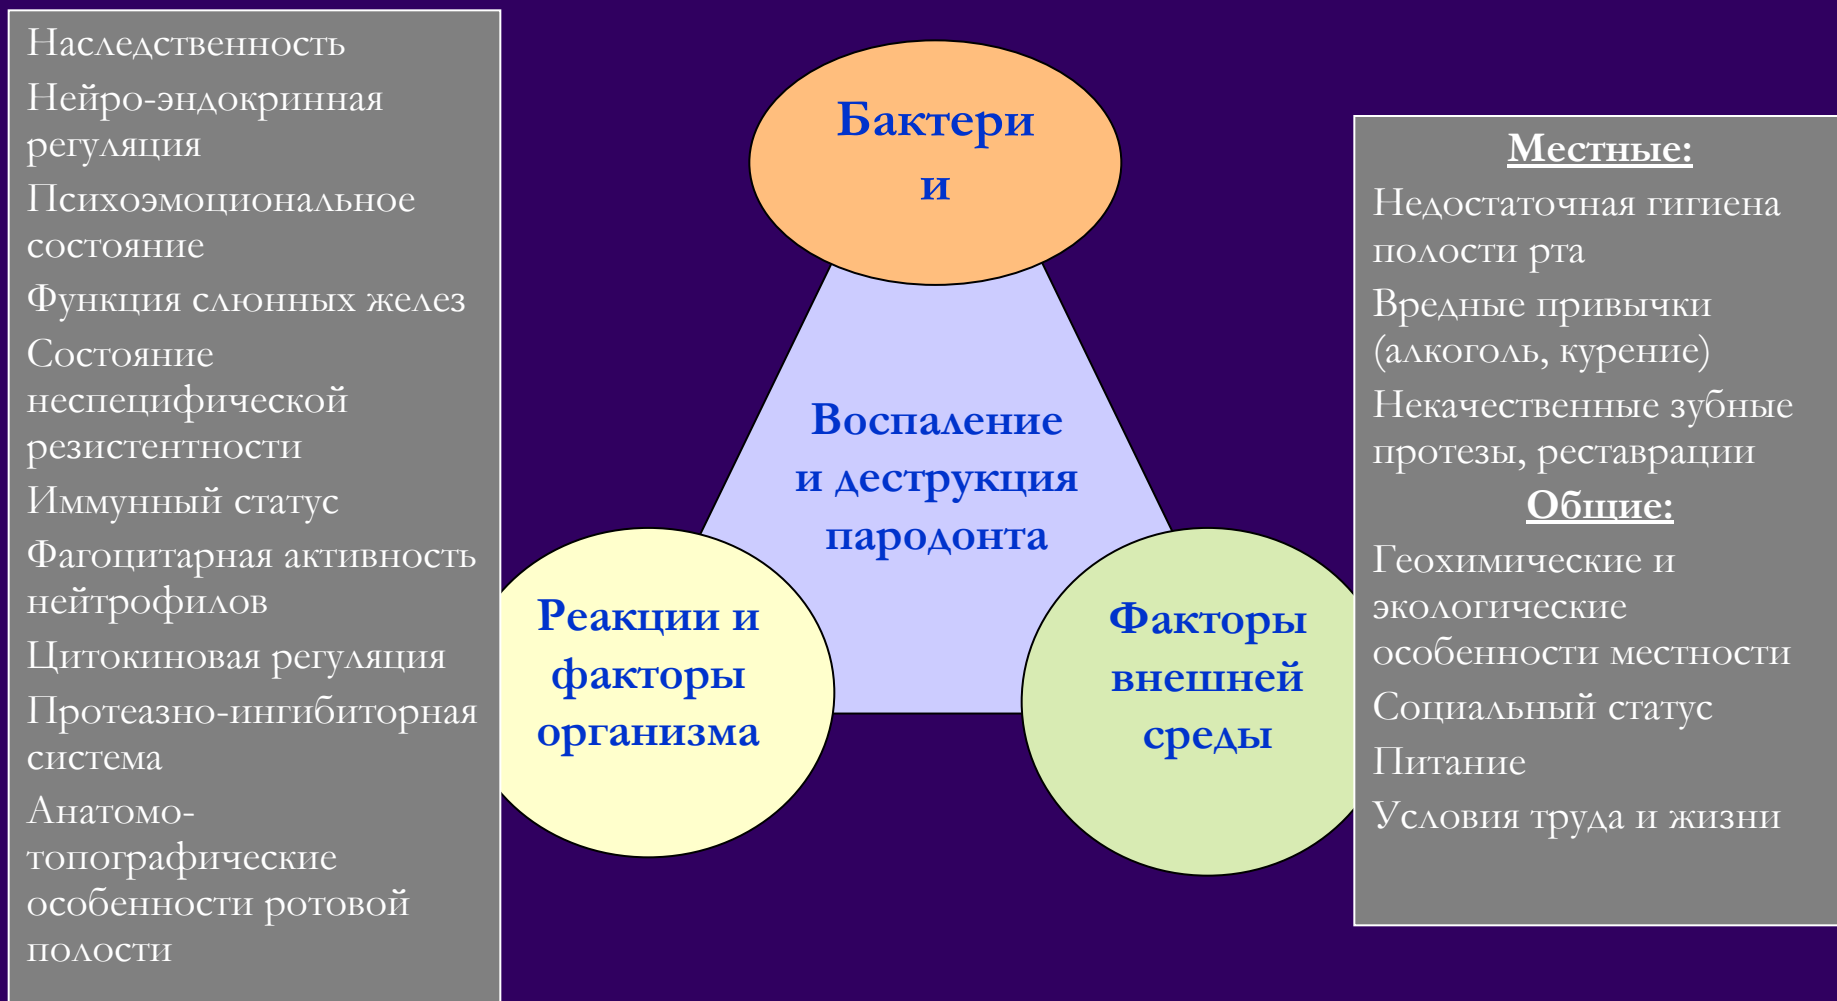 Наследственность
Нейро-эндокринная
регуляция
Психоэмоциональное
состояние
Функция слюнных желез
Состояние
неспецифической
резистентности
Иммунный статус
Фагоцитарная активность
нейтрофилов
Цитокиновая регуляция
Протеазно-ингибиторная
система
Анатомо-
топографические
особенности ротовой
полости
Бактери
и
Воспаление
и деструкция
пародонта
Реакции и
факторы
организма
Факторы
внешней
среды
Местные:
Недостаточная гигиена
полости рта
Вредные привычки
(алкоголь, курение)
Некачественные зубные
протезы, реставрации
Общие:
Геохимические и
экологические
особенности местности
Социальный статус
Питание
Условия труда и жизни